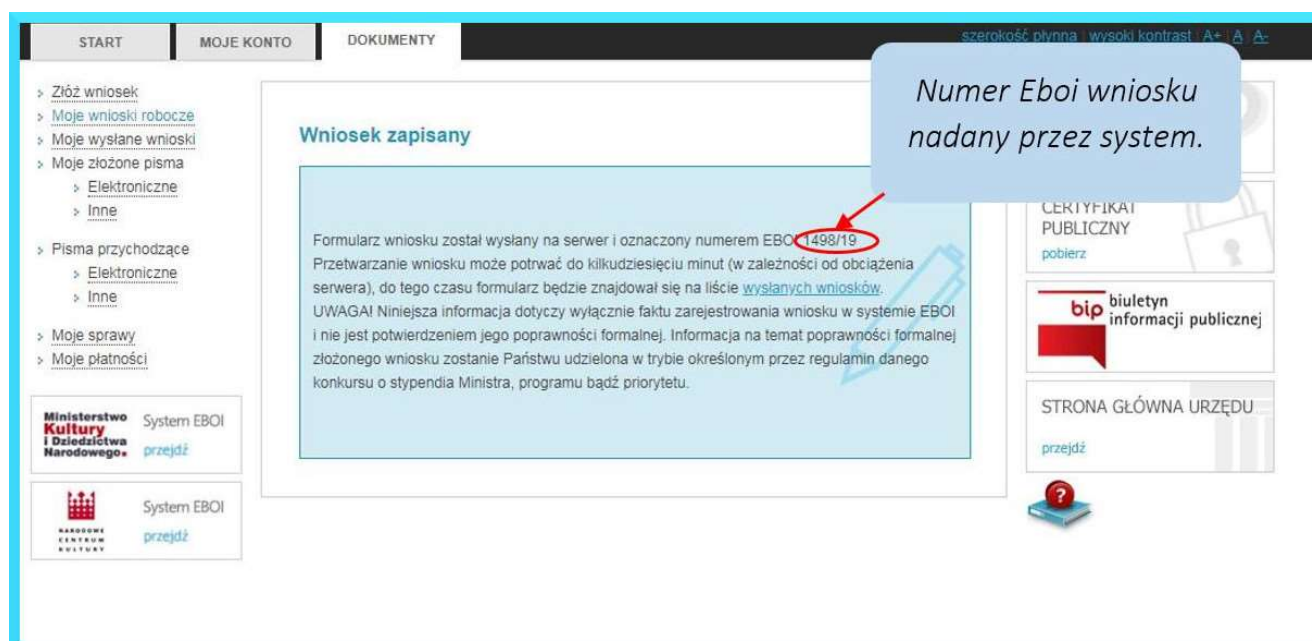 START
MOJE KONTO
DOKUMENTY
szerokość płynna | wysoki kontrast | A+ | A | A-
Złóż wniosek
Moje wnioski robocze
Moje wysłane wnioski
Moje złożone pisma
Elektroniczne
Inne
Pisma przychodzące
Elektroniczne
Inne
Moje sprawy
Moje płatności
Ministerstwo
Kultury
i Dziedzictwa
Narodowego.
System EBOI
przejdź
NARODOWE
CENTRUM
KULTURY
System EBOI
przejdź
Wniosek zapisany
Formularz wniosku został wysłany na serwer i oznaczony numerem EBOI 1498/19
Przetwarzanie wniosku może potrwać do kilkudziesięciu minut (w zależności od obciążenia
serwera), do tego czasu formularz będzie znajdował się na liście wysłanych wniosków.
UWAGA! Niniejsza informacja dotyczy wyłącznie faktu zarejestrowania wniosku w systemie EBOI
i nie jest potwierdzeniem jego poprawności formalnej. Informacja na temat poprawności formalnej
złożonego wniosku zostanie Państwu udzielona w trybie określonym przez regulamin danego
konkursu o stypendia Ministra, programu bądź priorytetu.
Numer Eboi wniosku
nadany przez system.
CERTYFIKAT
PUBLICZNY
pobierz
bip
biuletyn
informacji publicznej
STRONA GŁÓWNA URZĘDU
przejdź
?